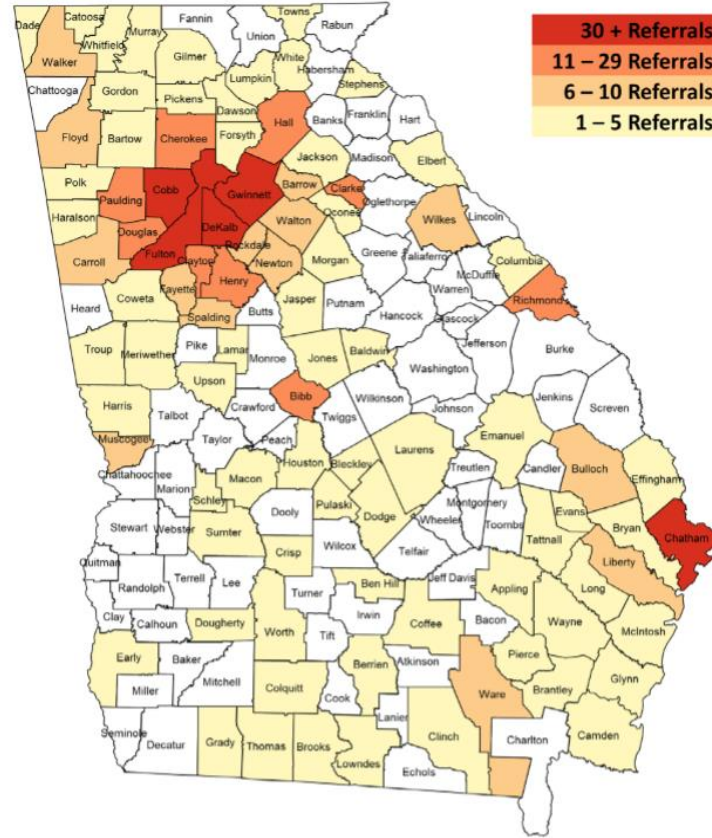 Fannin
Towns
Rabun
Dade
Catoosa
Murray
Union
Whitfield
Gilmer
White
Habersham
Walker
Lumpkin
Stephens
Chattooga
Gordon
Pickens
Dawson
Banks
Franklin
Hart
Floyd
Bartow
Cherokee
Forsyth
Hall
Jackson
Madison
Elbert
Polk
Cobb
Gwinnett
Barrow
Clarke
Oglethorpe
Paulding
Haralson
Douglas
DeKalb
Walton
Ocones
Wilkes
Lincoln
Fulton
Rockdale
Carroll
Clayton
Newton
Morgan
Greene
Taliaferro
Columbia
McDuffie
Fayette
Henry
Warren
Richmond
Heard
Coweta
Spalding
Butts
Jasper
Putnam
Hancock
Glascock
Jefferson
Burke
Troup
Meriwether
Pike
Lamar
Monroe
Jones
Baldwin
Washington
Upson
Bibb
Wilkinson
Jenkins
Screven
Harris
Talbot
Crawford
Twiggs
Johnson
Muscogee
Taylor
Peach
Laurens
Emanuel
Chattahoochee
Marion
Macon
Houston
Bleckley
Treutlen
Candler
Bulloch
Effingham
Schley
Pulaski
Montgomery
Stewart
Webster
Sumter
Dooly
Dodge
Wheeler
Toombs
Evans
Bryan
Chatham
Tattnall
Quitman
Crisp
Wilcox
Telfair
Liberty
Randolph
Terrell
Lee
Turner
Ben Hill
Jeff Davis
Appling
Long
Clay
Calhoun
Dougherty
Worth
Irwin
Coffee
Bacon
Wayne
McIntosh
Early
Baker
Tift
Berrien
Atkinson
Pierce
Miller
Mitchell
Colquitt
Cook
Ware
Brantley
Glynn
Seminole
Decatur
Grady
Thomas
Brooks
Lanier
Clinch
Charlton
Camden
Lowndes
Echols
30 + Referrals
11 – 29 Referrals
6 – 10 Referrals
1 – 5 Referrals